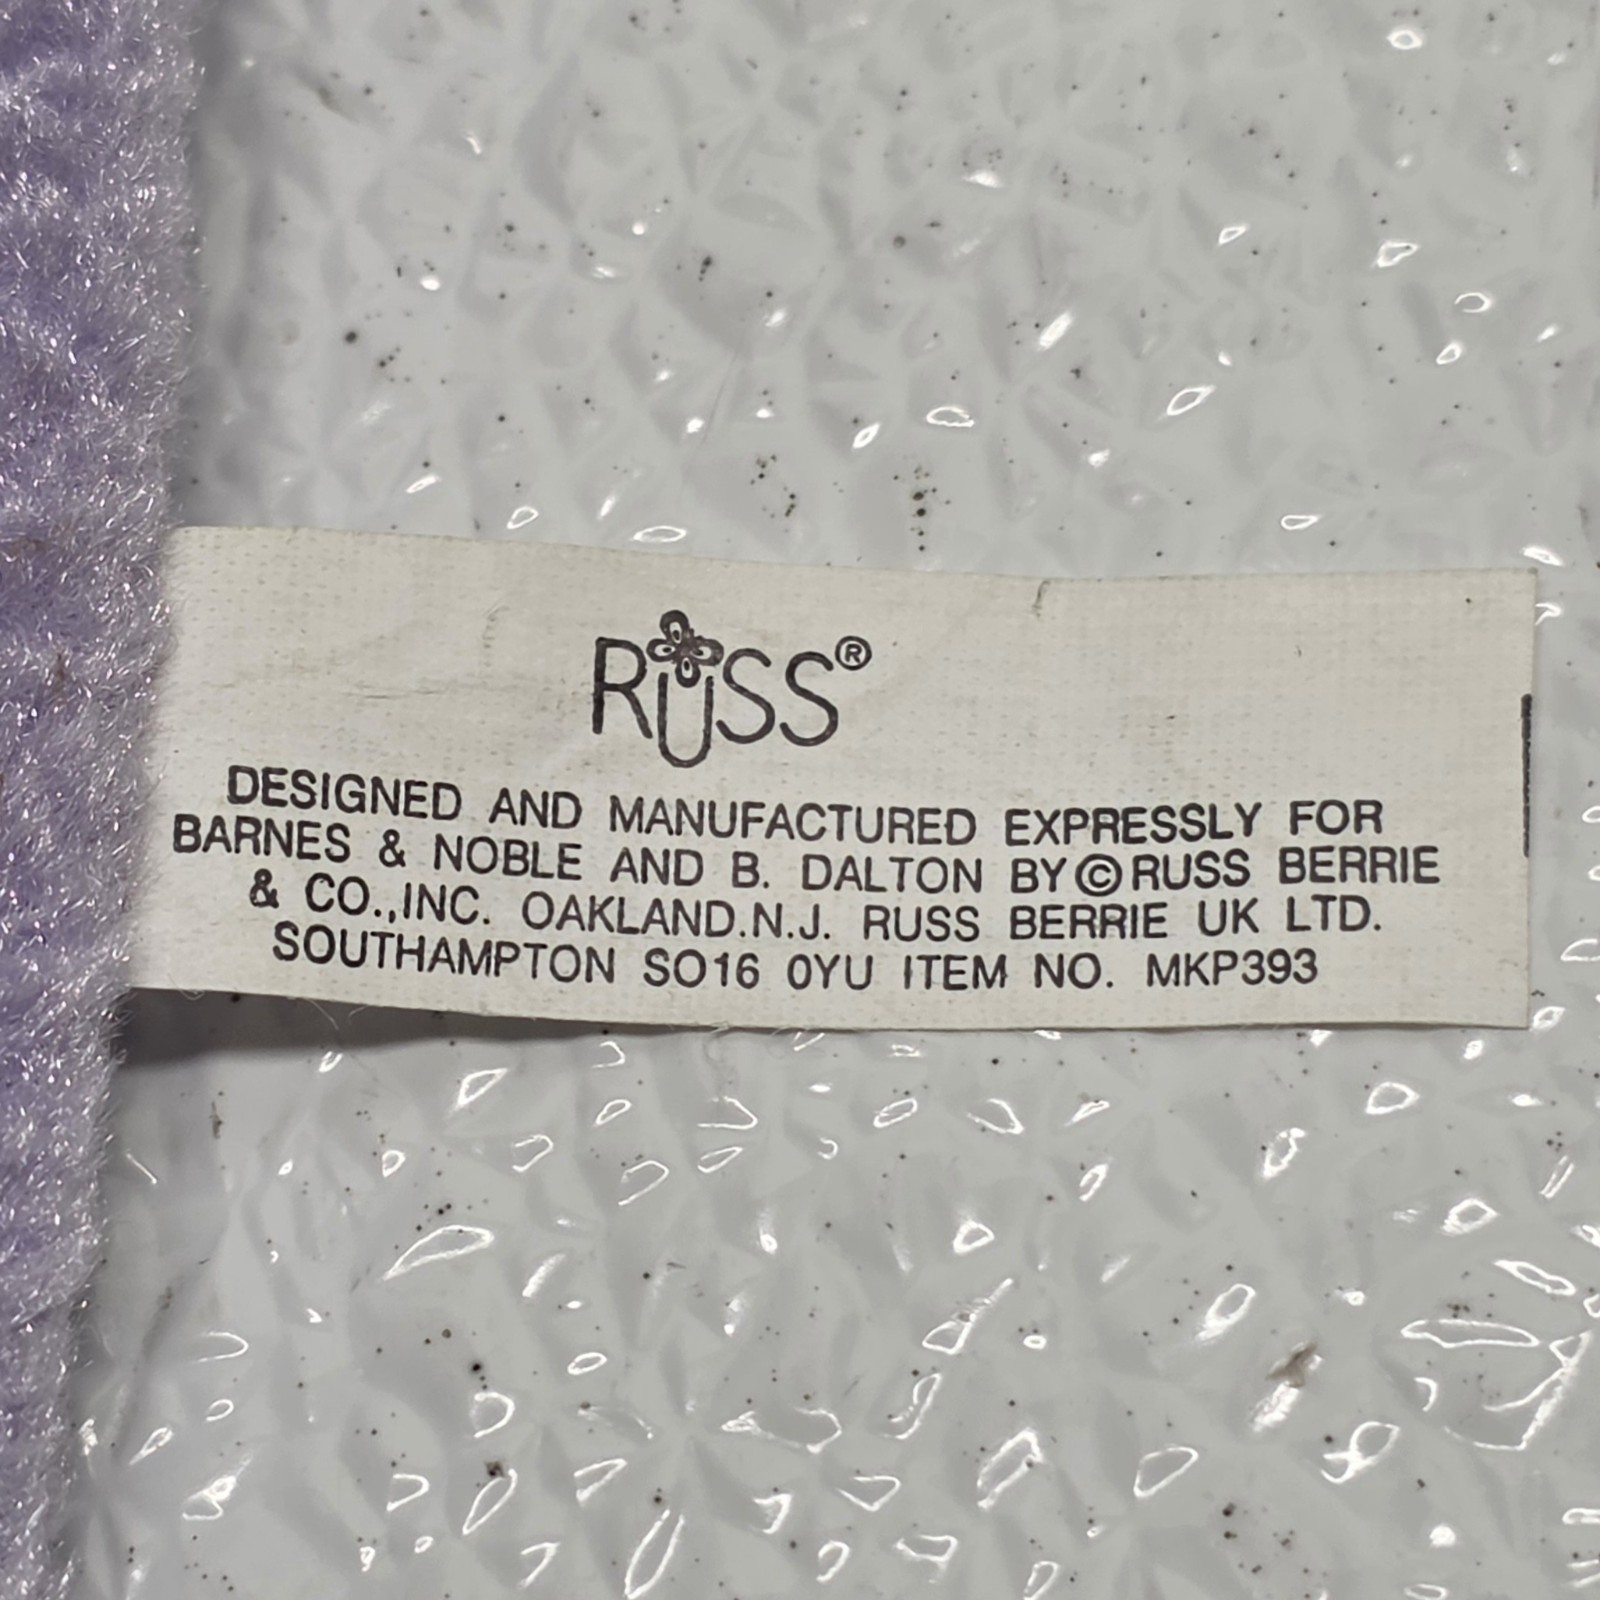 RUSS®
DESIGNED AND MANUFACTURED EXPRESSLY FOR
BARNES & NOBLE AND B. DALTON BY © RUSS BERRIE
& CO.,INC. OAKLAND.N.J. RUSS BERRIE UK LTD.
SOUTHAMPTON SO16 0YU ITEM NO. MKP393